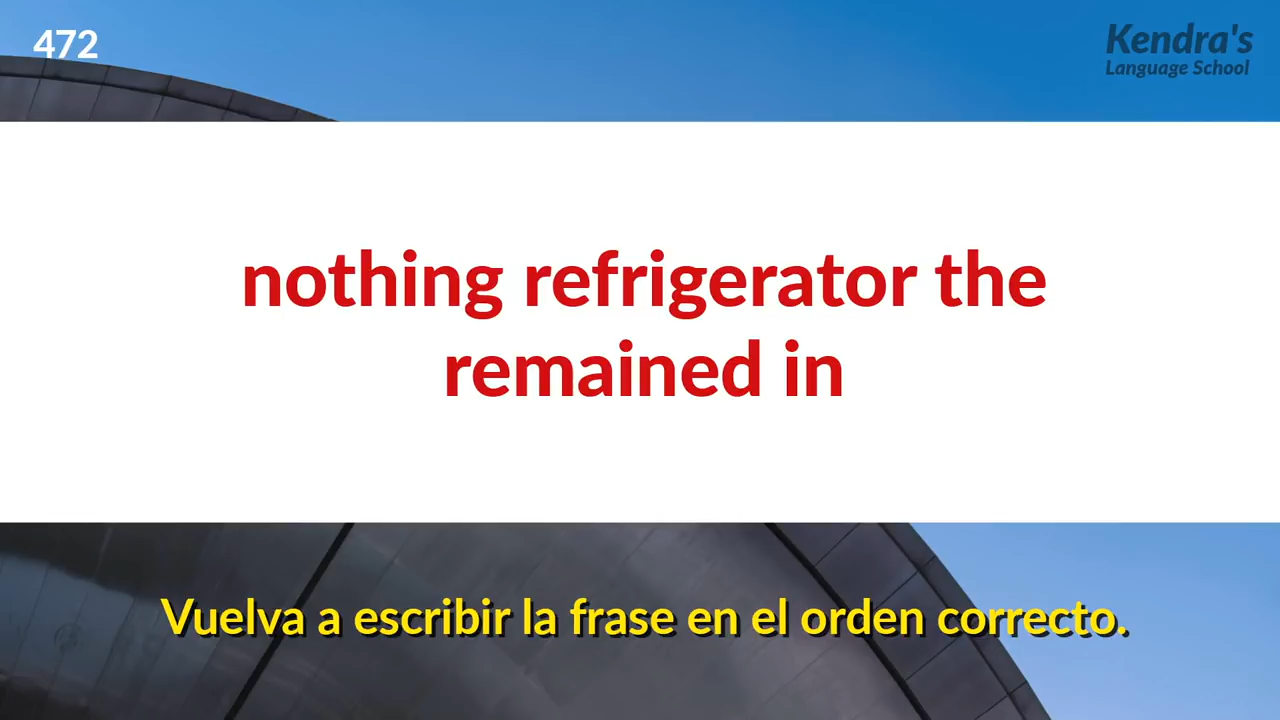 472
Kendra's
Language School
nothing refrigerator the
remained in
Vuelva a escribir la frase en el orden correcto.